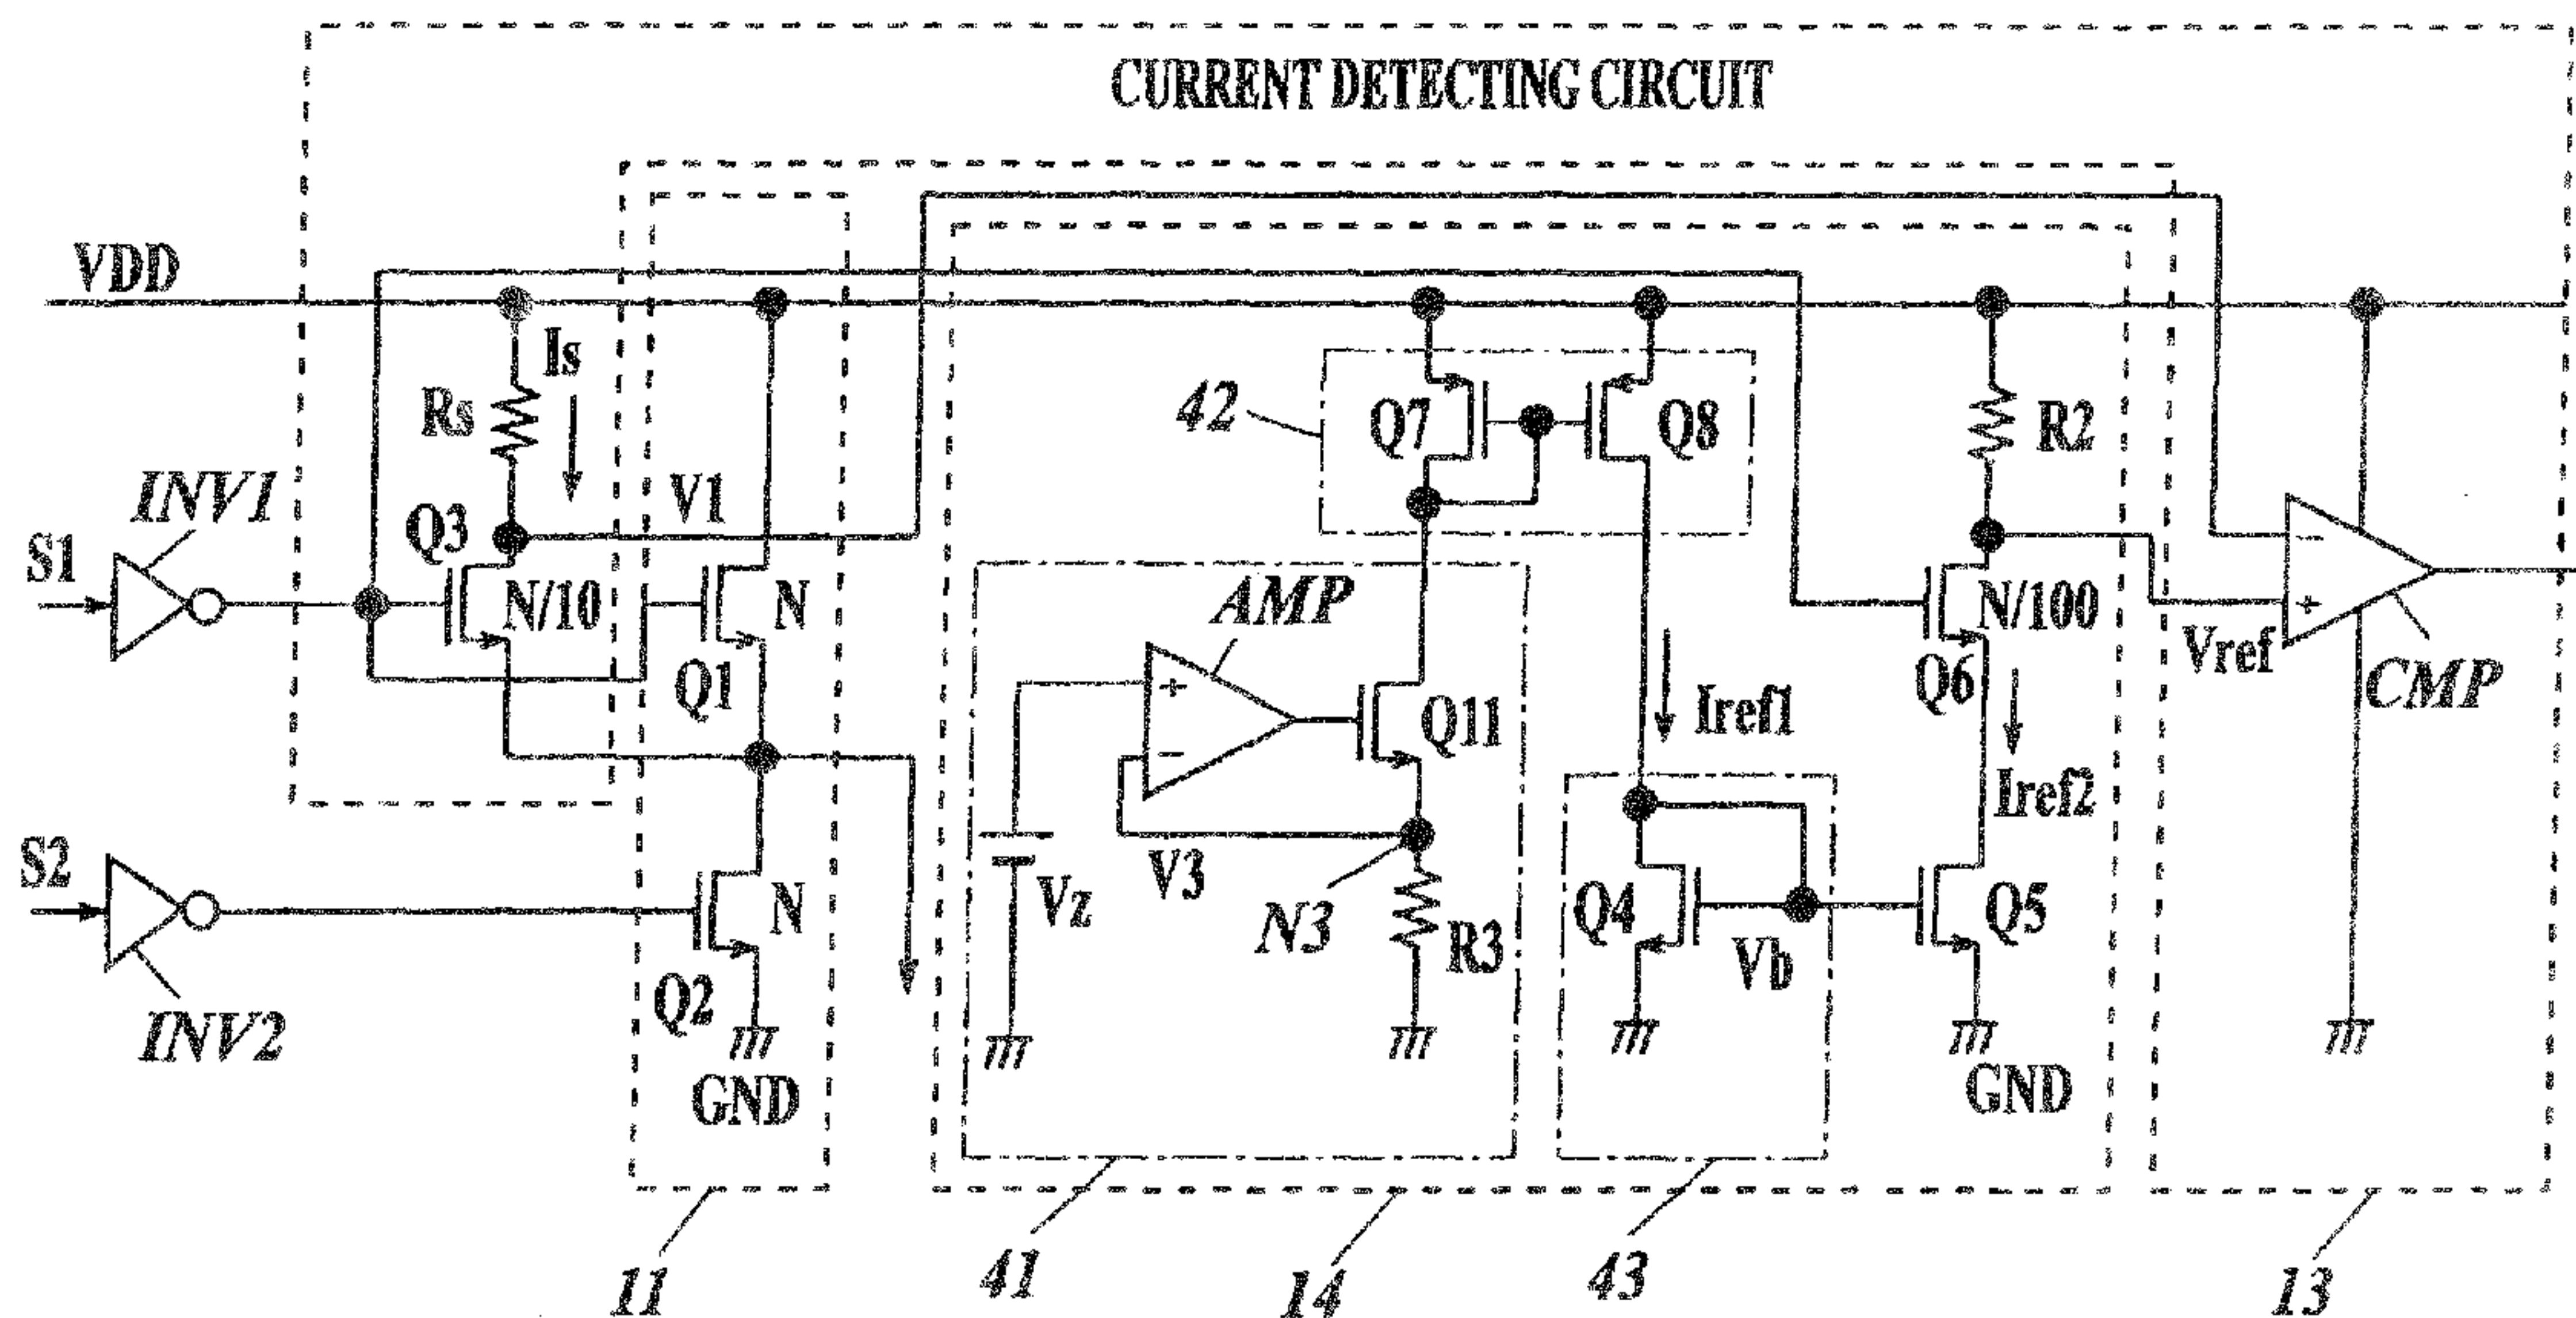 CURRENT DETECTING CIRCUIT
VDD
Is
Rs
42
Q7
Q8
R2
INV1
Q3
V1
S1
N/10
N
AMP
N/100
Q1
+
Q11
Iref1
Q6
Vref
−
+
CMP
−
Iref2
S2
V3
Vz
N3
R3
N
Q4
Vb
Q5
Q2
INV2
GND
GND
11
41
14
43
13